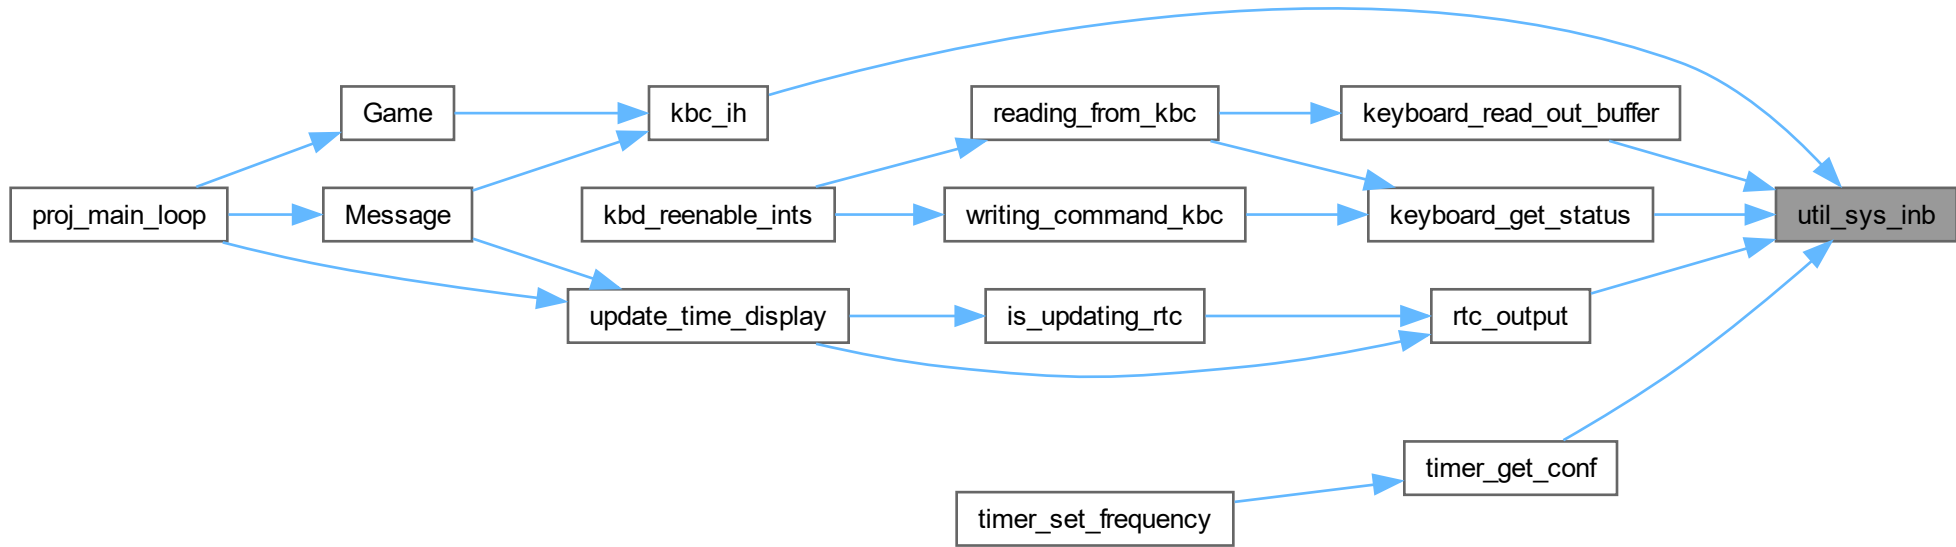 Game
kbc_ih
reading_from_kbc
keyboard_read_out_buffer
proj_main_loop
Message
kbd_reenable_ints
writing_command_kbc
keyboard_get_status
util_sys_inb
update_time_display
is_updating_rtc
rtc_output
timer_get_conf
timer_set_frequency